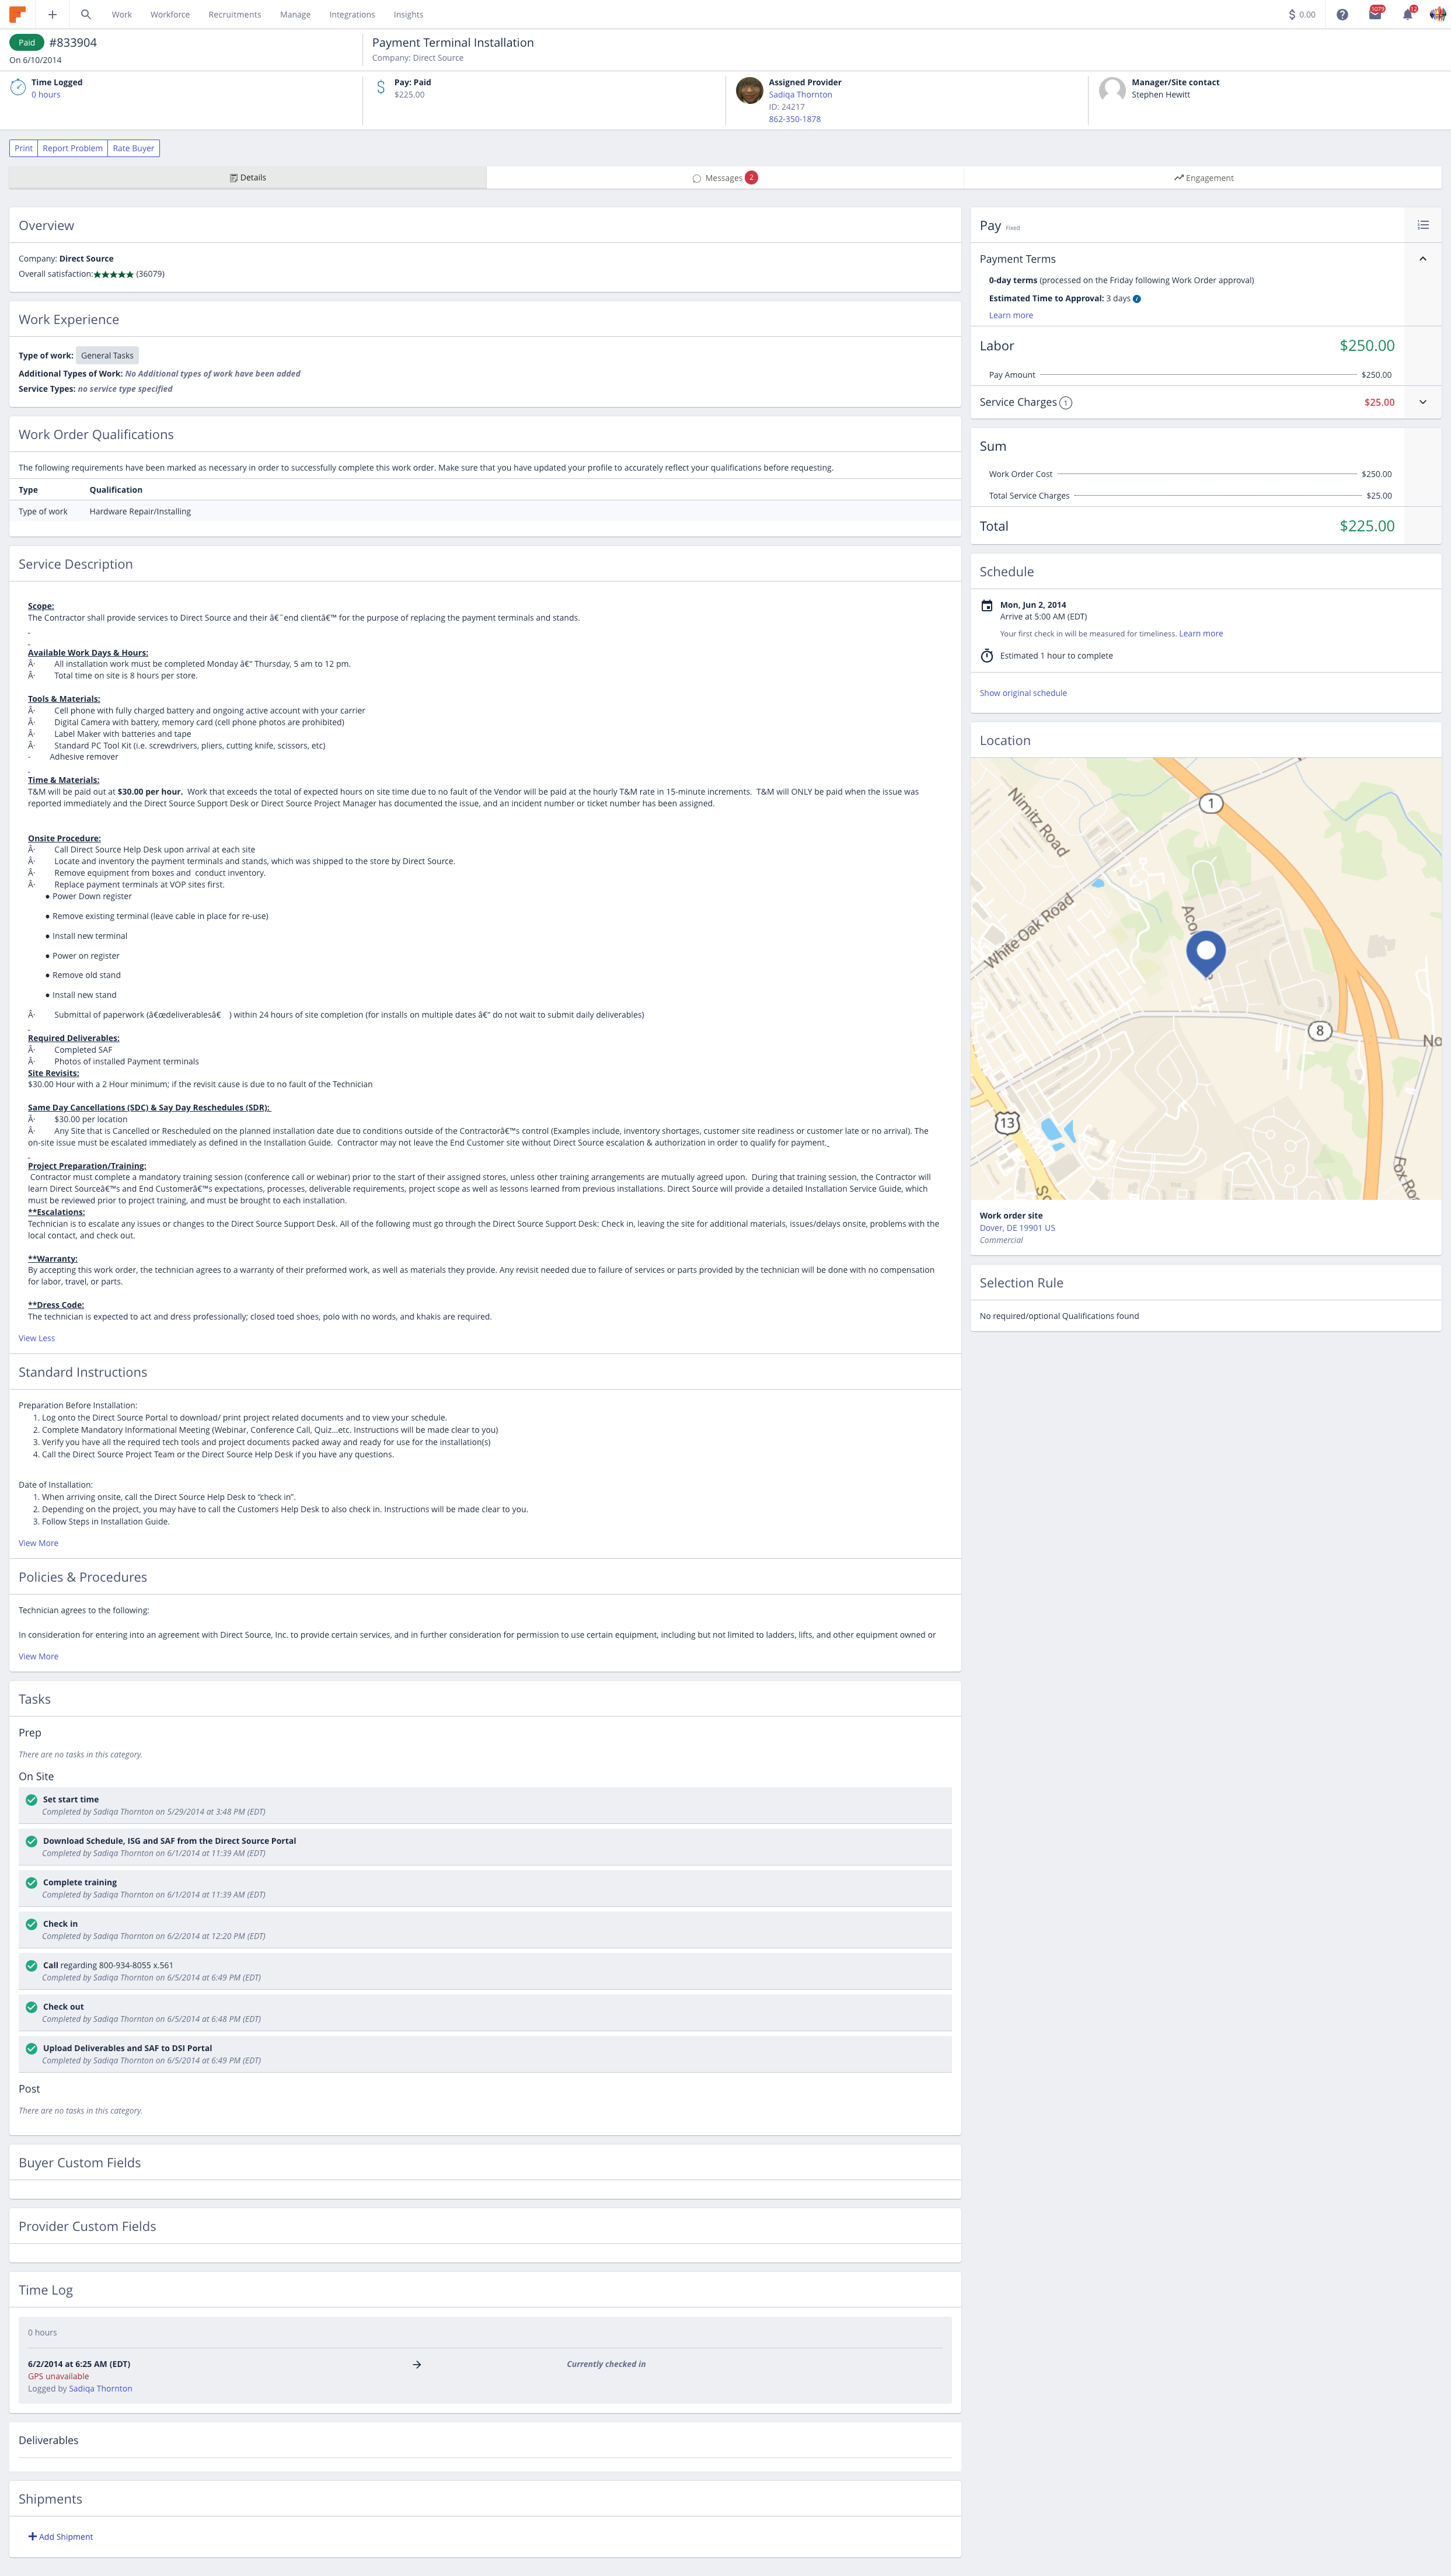 Work Workforce Recruitments Manage Integrations Insights
$ 0.00 1079 12
Paid #833904
On 6/10/2014
Payment Terminal Installation
Company: Direct Source
Time Logged
0 hours
Pay: Paid
$225.00
Assigned Provider
Sadiqa Thornton
ID: 24217
862-350-1878
Manager/Site contact
Stephen Hewitt
Print Report Problem Rate Buyer
Details
Messages 2
Engagement
Overview
Company: Direct Source
Overall satisfaction:★★★★★ (36079)
Work Experience
Type of work: General Tasks
Additional Types of Work: No Additional types of work have been added
Service Types: no service type specified
Work Order Qualifications
The following requirements have been marked as necessary in order to successfully complete this work order. Make sure that you have updated your profile to accurately reflect your qualifications before requesting.
Type Qualification
Type of work Hardware Repair/Installing
Service Description
Scope:
The Contractor shall provide services to Direct Source and their â€˜end clientâ€™ for the purpose of replacing the payment terminals and stands.
Available Work Days & Hours:
Â· All installation work must be completed Monday â€“ Thursday, 5 am to 12 pm.
Â· Total time on site is 8 hours per store.
Tools & Materials:
Â· Cell phone with fully charged battery and ongoing active account with your carrier
Â· Digital Camera with battery, memory card (cell phone photos are prohibited)
Â· Label Maker with batteries and tape
Â· Standard PC Tool Kit (i.e. screwdrivers, pliers, cutting knife, scissors, etc)
- Adhesive remover
Time & Materials:
T&M will be paid out at $30.00 per hour. Work that exceeds the total of expected hours on site time due to no fault of the Vendor will be paid at the hourly T&M rate in 15-minute increments. T&M will ONLY be paid when the issue was
reported immediately and the Direct Source Support Desk or Direct Source Project Manager has documented the issue, and an incident number or ticket number has been assigned.
Onsite Procedure:
Â· Call Direct Source Help Desk upon arrival at each site
Â· Locate and inventory the payment terminals and stands, which was shipped to the store by Direct Source.
Â· Remove equipment from boxes and conduct inventory.
Â· Replace payment terminals at VOP sites first.
● Power Down register
● Remove existing terminal (leave cable in place for re-use)
● Install new terminal
● Power on register
● Remove old stand
● Install new stand
Â· Submittal of paperwork (â€œdeliverablesâ€ ) within 24 hours of site completion (for installs on multiple dates â€“ do not wait to submit daily deliverables)
Required Deliverables:
Â· Completed SAF
Â· Photos of installed Payment terminals
Site Revisits:
$30.00 Hour with a 2 Hour minimum; if the revisit cause is due to no fault of the Technician
Same Day Cancellations (SDC) & Say Day Reschedules (SDR):
Â· $30.00 per location
Â· Any Site that is Cancelled or Rescheduled on the planned installation date due to conditions outside of the Contractorâ€™s control (Examples include, inventory shortages, customer site readiness or customer late or no arrival). The
on-site issue must be escalated immediately as defined in the Installation Guide. Contractor may not leave the End Customer site without Direct Source escalation & authorization in order to qualify for payment.
Project Preparation/Training:
Contractor must complete a mandatory training session (conference call or webinar) prior to the start of their assigned stores, unless other training arrangements are mutually agreed upon. During that training session, the Contractor will
learn Direct Sourceâ€™s and End Customerâ€™s expectations, processes, deliverable requirements, project scope as well as lessons learned from previous installations. Direct Source will provide a detailed Installation Service Guide, which
must be reviewed prior to project training, and must be brought to each installation.
**Escalations:
Technician is to escalate any issues or changes to the Direct Source Support Desk. All of the following must go through the Direct Source Support Desk: Check in, leaving the site for additional materials, issues/delays onsite, problems with the
local contact, and check out.
**Warranty:
By accepting this work order, the technician agrees to a warranty of their preformed work, as well as materials they provide. Any revisit needed due to failure of services or parts provided by the technician will be done with no compensation
for labor, travel, or parts.
**Dress Code:
The technician is expected to act and dress professionally; closed toed shoes, polo with no words, and khakis are required.
View Less
Standard Instructions
Preparation Before Installation:
1. Log onto the Direct Source Portal to download/ print project related documents and to view your schedule.
2. Complete Mandatory Informational Meeting (Webinar, Conference Call, Quiz...etc. Instructions will be made clear to you)
3. Verify you have all the required tech tools and project documents packed away and ready for use for the installation(s)
4. Call the Direct Source Project Team or the Direct Source Help Desk if you have any questions.
Date of Installation:
1. When arriving onsite, call the Direct Source Help Desk to “check in”.
2. Depending on the project, you may have to call the Customers Help Desk to also check in. Instructions will be made clear to you.
3. Follow Steps in Installation Guide.
View More
Policies & Procedures
Technician agrees to the following:
In consideration for entering into an agreement with Direct Source, Inc. to provide certain services, and in further consideration for permission to use certain equipment, including but not limited to ladders, lifts, and other equipment owned or
View More
Tasks
Prep
There are no tasks in this category.
On Site
Set start time
Completed by Sadiqa Thornton on 5/29/2014 at 3:48 PM (EDT)
Download Schedule, ISG and SAF from the Direct Source Portal
Completed by Sadiqa Thornton on 6/1/2014 at 11:39 AM (EDT)
Complete training
Completed by Sadiqa Thornton on 6/1/2014 at 11:39 AM (EDT)
Check in
Completed by Sadiqa Thornton on 6/2/2014 at 12:20 PM (EDT)
Call regarding 800-934-8055 x.561
Completed by Sadiqa Thornton on 6/5/2014 at 6:49 PM (EDT)
Check out
Completed by Sadiqa Thornton on 6/5/2014 at 6:48 PM (EDT)
Upload Deliverables and SAF to DSI Portal
Completed by Sadiqa Thornton on 6/5/2014 at 6:49 PM (EDT)
Post
There are no tasks in this category.
Buyer Custom Fields
Provider Custom Fields
Time Log
0 hours
6/2/2014 at 6:25 AM (EDT) → Currently checked in
GPS unavailable
Logged by Sadiqa Thornton
Deliverables
Shipments
Add Shipment
Pay Fixed
Payment Terms
0-day terms (processed on the Friday following Work Order approval)
Estimated Time to Approval: 3 days
Learn more
Labor $250.00
Pay Amount $250.00
Service Charges 1 $25.00
Sum
Work Order Cost $250.00
Total Service Charges $25.00
Total $225.00
Schedule
Mon, Jun 2, 2014
Arrive at 5:00 AM (EDT)
Your first check in will be measured for timeliness. Learn more
Estimated 1 hour to complete
Show original schedule
Location
1
Nimitz Road
White Oak Road
Aco
8
No
13
So
Fox Ro
Work order site
Dover, DE 19901 US
Commercial
Selection Rule
No required/optional Qualifications found